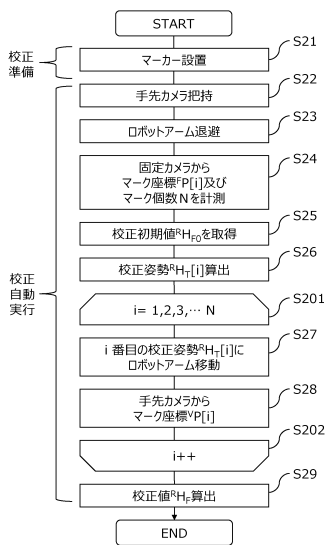 START
校正
準備
マーカー設置
S21
手先カメラ把持
S22
ロボットアーム退避
S23
固定カメラから
マーク座標ᶠP[i]及び
マーク個数Nを計測
S24
校正初期値ᴿH_F0を取得
S25
校正姿勢ᴿH_T[i]算出
S26
校正
自動
実行
i= 1,2,3,… N
S201
i 番目の校正姿勢ᴿH_T[i]に
ロボットアーム移動
S27
手先カメラから
マーク座標ⱽP[i]
S28
i++
S202
校正値ᴿH_F算出
S29
END